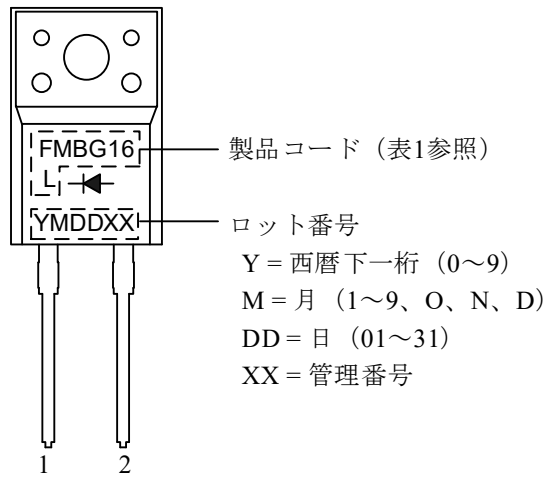 FMBG16
L
YMDDXX
製品コード（表1参照）
ロット番号
Y = 西暦下一桁（0～9）
M = 月（1～9、O、N、D）
DD = 日（01～31）
XX = 管理番号
1 2